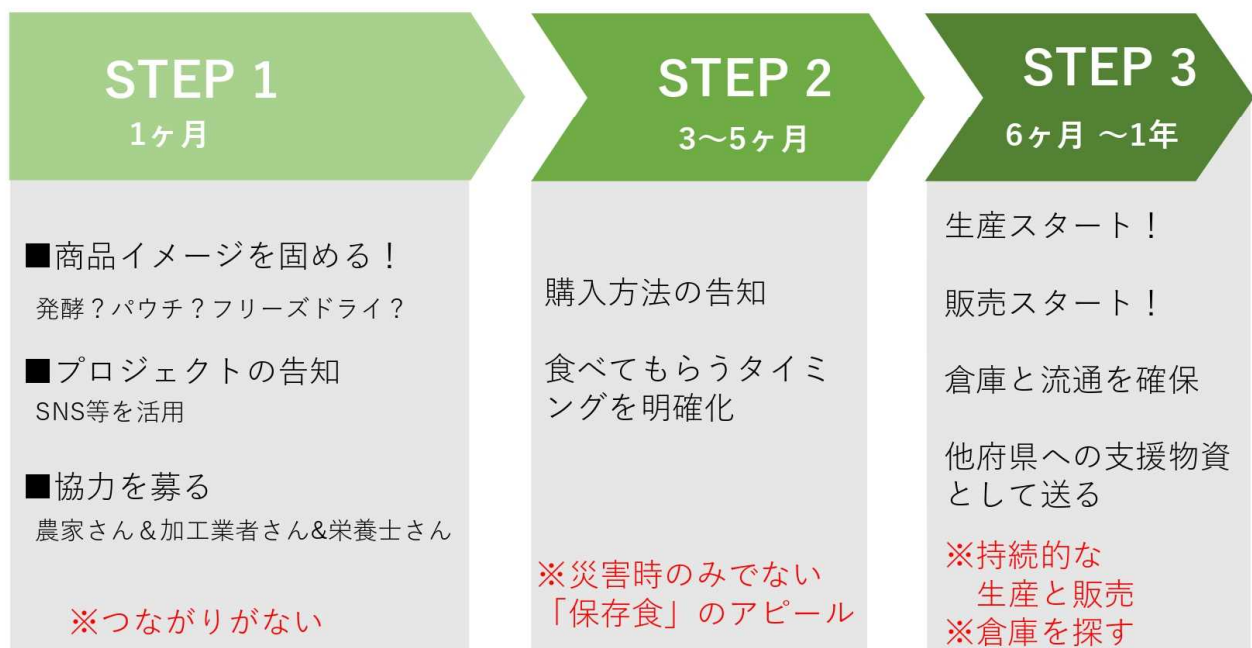 STEP 1
1ヶ月
■商品イメージを固める！
発酵？パウチ？フリーズドライ？
■プロジェクトの告知
SNS等を活用
■協力を募る
農家さん＆加工業者さん&栄養士さん
※つながりがない
STEP 2
3～5ヶ月
購入方法の告知
食べてもらうタイミ
ングを明確化
※災害時のみでない
「保存食」のアピール
STEP 3
6ヶ月 ～1年
生産スタート！
販売スタート！
倉庫と流通を確保
他府県への支援物資
として送る
※持続的な
生産と販売
※倉庫を探す